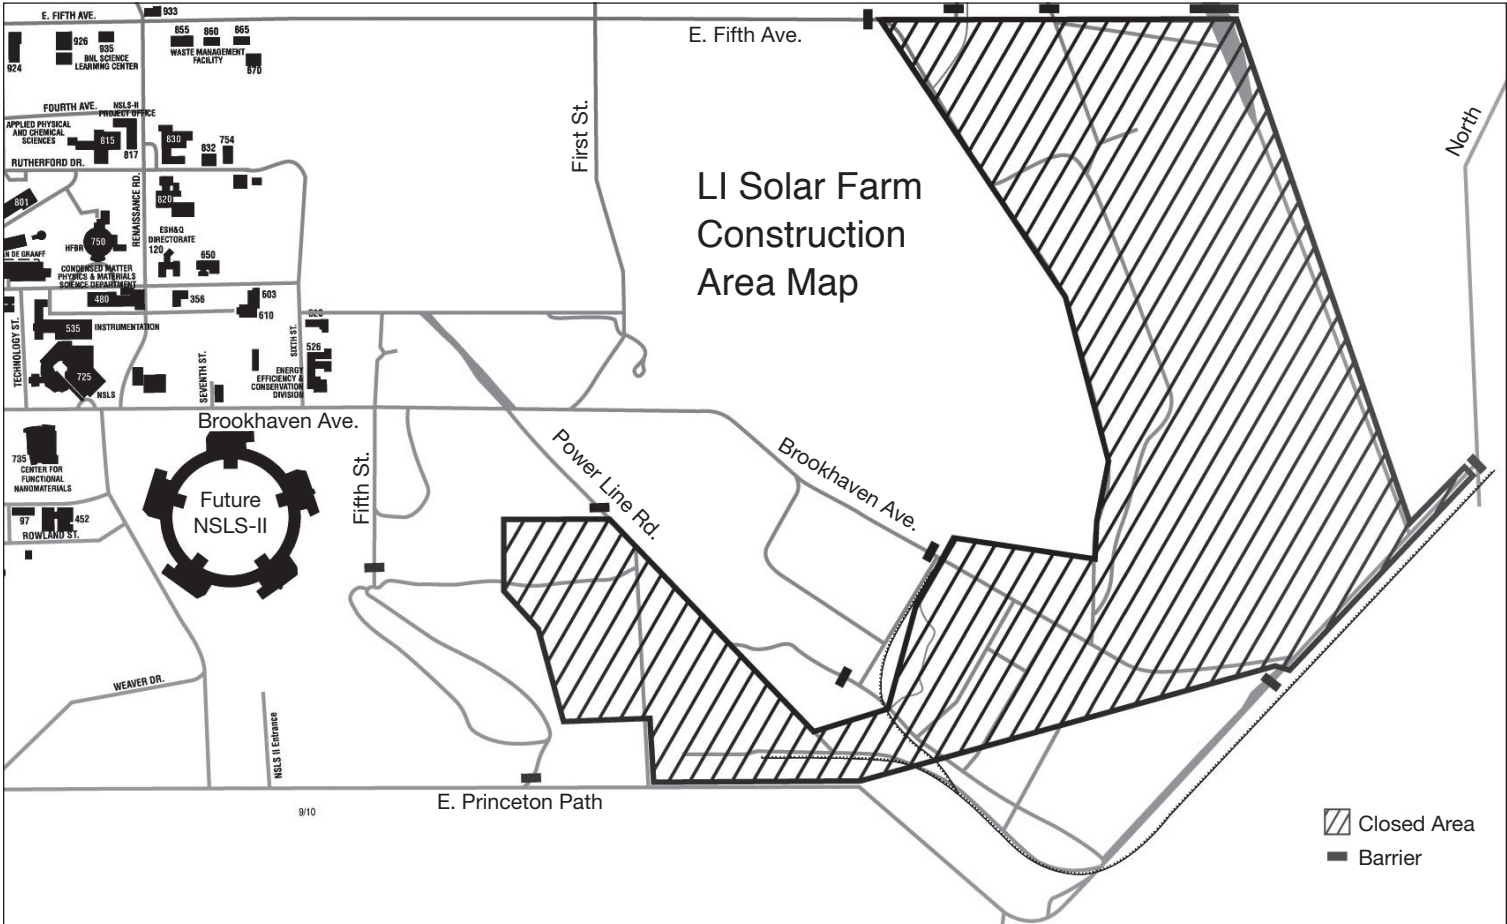 E. FIFTH AVE.
933
E. Fifth Ave.
924
926
935
BNL SCIENCE
LEARNING CENTER
855
860
865
WASTE MANAGEMENT
FACILITY
870
FOURTH AVE.
NSLS-II
PROJECT OFFICE
APPLIED PHYSICAL
AND CHEMICAL
SCIENCES
815
817
830
832
754
RUTHERFORD DR.
First St.
North
LI Solar Farm
Construction
Area Map
801
RENAISSANCE RD.
820
ESH&Q
DIRECTORATE
120
650
HFBR
750
AN DE GRAAFF
CONDENSED MATTER
PHYSICS & MATERIALS
SCIENCE DEPARTMENT
480
356
603
610
TECHNOLOGY ST.
535
INSTRUMENTATION
SIXTH ST.
526
725
NSLS
SEVENTH ST.
ENERGY
EFFICIENCY &
CONSERVATION
DIVISION
Brookhaven Ave.
Brookhaven Ave.
Power Line Rd.
Fifth St.
735
CENTER FOR
FUNCTIONAL
NANOMATERIALS
Future
NSLS-II
97
452
ROWLAND ST.
WEAVER DR.
NSLS II Entrance
E. Princeton Path
9/10
Closed Area
Barrier